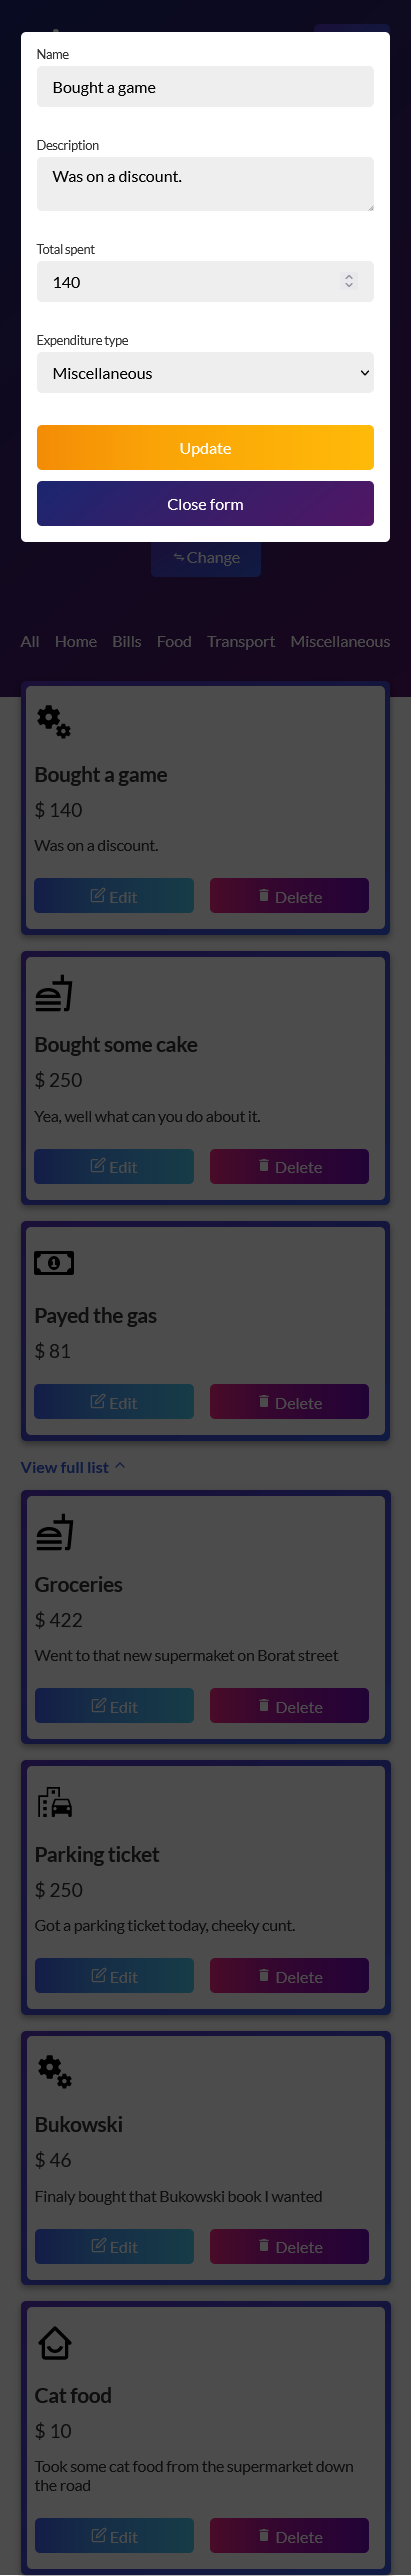 Name
Bought a game
Description
Was on a discount.
Total spent
140
Expenditure type
Miscellaneous
Update
Close form
Change
All Home Bills Food Transport Miscellaneous
Bought a game
$ 140
Was on a discount.
Edit Delete
Bought some cake
$ 250
Yea, well what can you do about it.
Edit Delete
1
Payed the gas
$ 81
Edit Delete
View full list
Groceries
$ 422
Went to that new supermaket on Borat street
Edit Delete
Parking ticket
$ 250
Got a parking ticket today, cheeky cunt.
Edit Delete
Bukowski
$ 46
Finaly bought that Bukowski book I wanted
Edit Delete
Cat food
$ 10
Took some cat food from the supermarket down
the road
Edit Delete